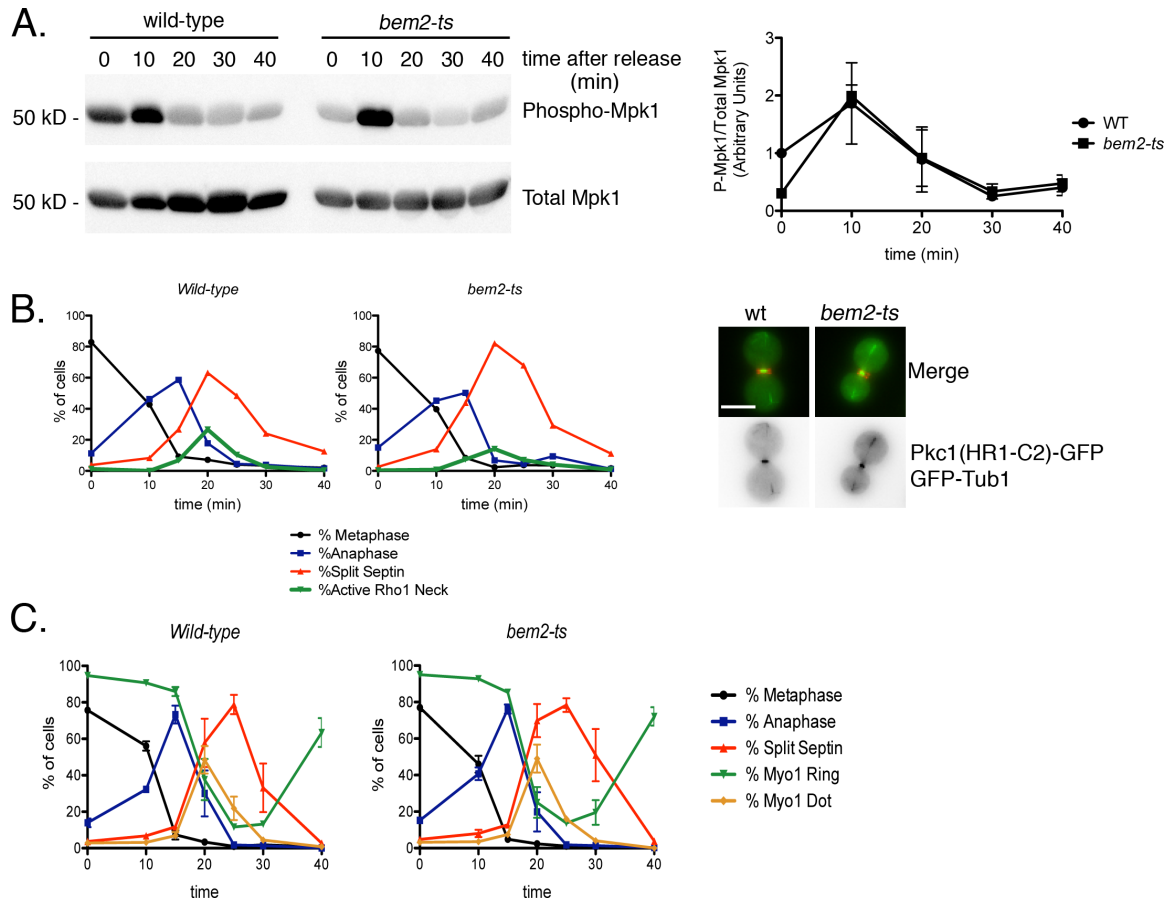 A.
wild-type
bem2-ts
0 10 20 30 40
0 10 20 30 40
time after release
(min)
50 kD -
Phospho-Mpk1
50 kD -
Total Mpk1
P-Mpk1/Total Mpk1
(Arbitrary Units)
3
2
1
0
0 10 20 30 40
time (min)
WT
bem2-ts
B.
Wild-type
% of cells
100
80
60
40
20
0
0 10 20 30 40
time (min)
bem2-ts
% of cells
100
80
60
40
20
0
0 10 20 30 40
time (min)
% Metaphase
%Anaphase
%Split Septin
%Active Rho1 Neck
wt
bem2-ts
Merge
Pkc1(HR1-C2)-GFP
GFP-Tub1
C.
Wild-type
% of cells
100
80
60
40
20
0
0 10 20 30 40
time
bem2-ts
% of cells
100
80
60
40
20
0
0 10 20 30 40
time
% Metaphase
% Anaphase
% Split Septin
% Myo1 Ring
% Myo1 Dot